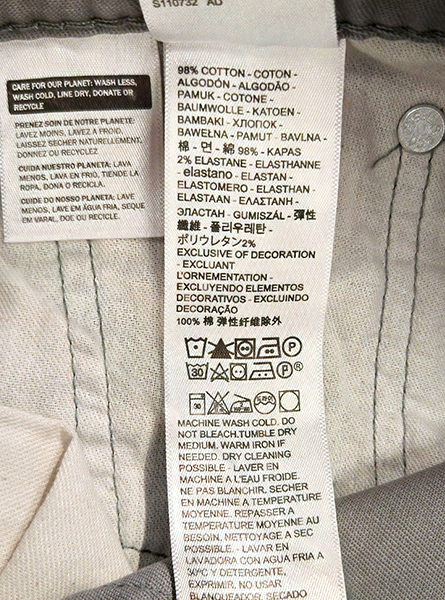 S110732 AD
CARE FOR OUR PLANET: WASH LESS,
WASH COLD, LINE DRY, DONATE OR
RECYCLE
PRENEZ SOIN DE NOTRE PLANETE:
LAVEZ MOINS, LAVEZ A FROID,
LAISSEZ SECHER NATURELLEMENT,
DONNEZ OU RECYCLEZ
CUIDA NUESTRO PLANETA: LAVA
MENOS, LAVA EN FRIO, TIENDE LA
ROPA, DONA O RECICLA.
CUIDE DO NOSSO PLANETA: LAVE
MENOS, LAVE EM ÁGUA FRIA, SEQUE
EM VARAL, DOE OU RECICLE.
98% COTTON - COTON -
ALGODÓN - ALGODÃO -
PAMUK - COTONE -
BAUMWOLLE - KATOEN -
BAMBAKI - ХЛОПОК -
BAWEŁNA - PAMUT - BAVLNA -
棉 - 면 - 綿 98% - KAPAS
2% ELASTANE - ELASTHANNE
- elastano - ELASTAN -
ELASTOMERO - ELASTHAN -
ELASTAAN - ΕΛΑΣΤΑΝΗ -
ЭЛАСТАН - GUMISZÁL - 彈性
纖維 - 폴리우레탄 -
ポリウレタン2%
EXCLUSIVE OF DECORATION
- EXCLUANT
L'ORNEMENTATION -
EXCLUYENDO ELEMENTOS
DECORATIVOS - EXCLUINDO
DECORAÇÃO
100% 棉 弹性纤维除外
P
30 P ®
MACHINE WASH COLD. DO
NOT BLEACH.TUMBLE DRY
MEDIUM. WARM IRON IF
NEEDED. DRY CLEANING
POSSIBLE - LAVER EN
MACHINE A L'EAU FROIDE.
NE PAS BLANCHIR. SECHER
EN MACHINE A TEMPERATURE
MOYENNE. REPASSER A
TEMPERATURE MOYENNE AU
BESOIN. NETTOYAGE A SEC
POSSIBLE. - LAVAR EN
LAVADORA CON AGUA FRIA A
30ºC Y DETERGENTE,
EXPRIMIR, NO USAR
BLANQUEADOR, SECADO